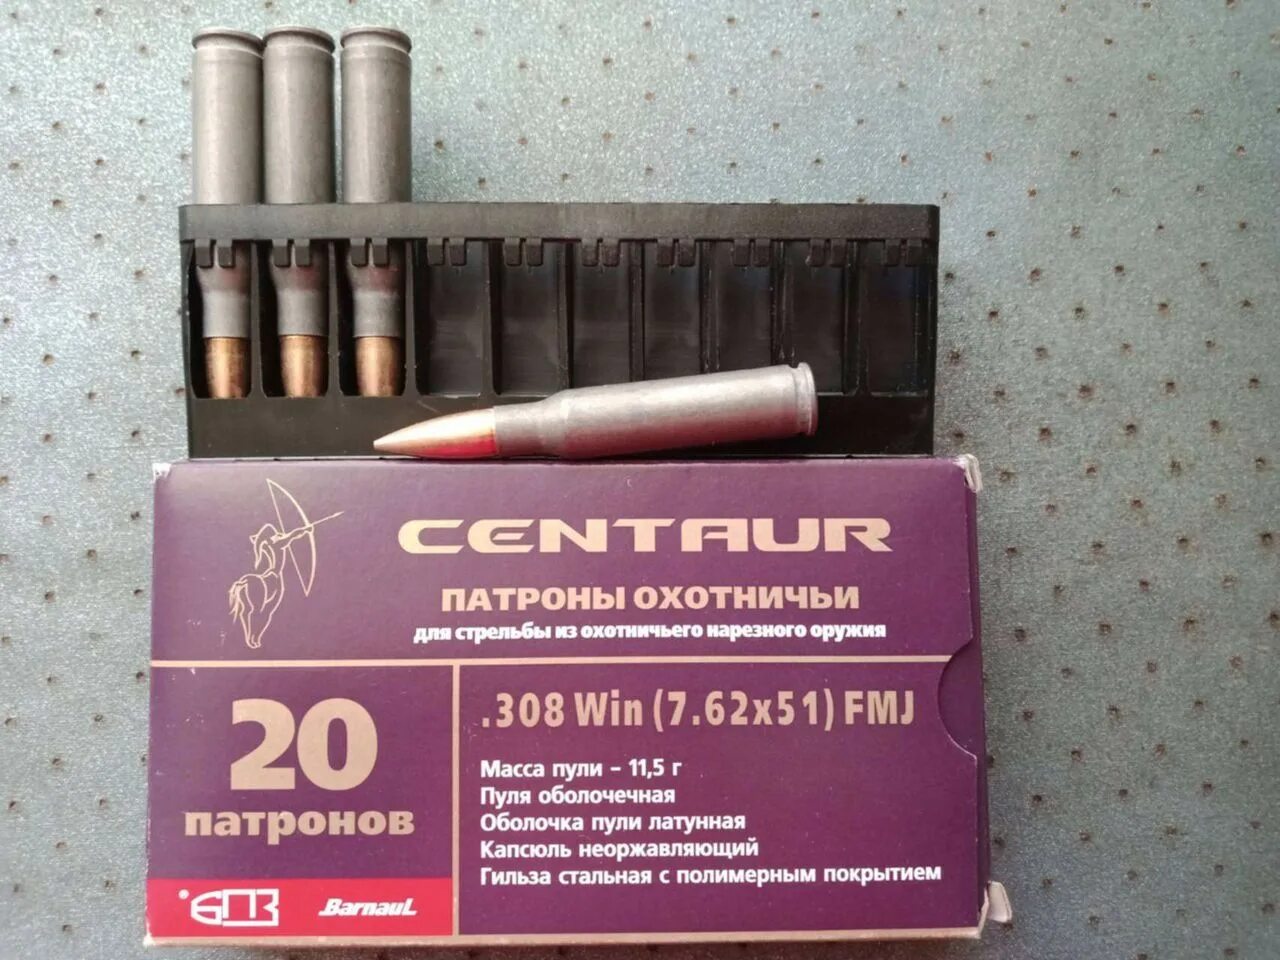 CENTAUR
ПАТРОНЫ ОХОТНИЧЬИ
для стрельбы из охотничьего нарезного оружия
20
патронов
.308 Win (7.62x51) FMJ
Масса пули – 11,5 г
Пуля оболочечная
Оболочка пули латунная
Капсюль неоржавляющий
Гильза стальная с полимерным покрытием
БПЗ
Barnaul